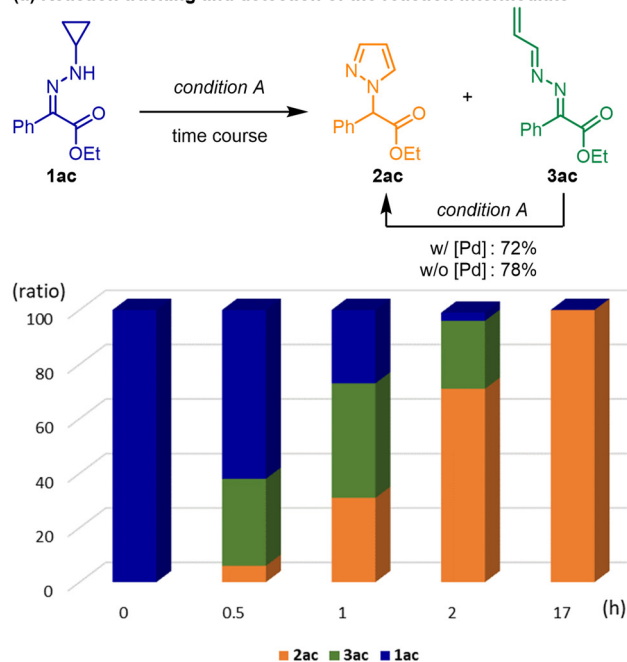 N
NH
N
Ph
O
OEt
1ac
condition A
time course
N
N
Ph
O
OEt
2ac
+
N
N
Ph
O
OEt
3ac
condition A
w/ [Pd] : 72%
w/o [Pd] : 78%
(ratio)
100
80
60
40
20
0
0 0.5 1 2 17 (h)
2ac 3ac 1ac